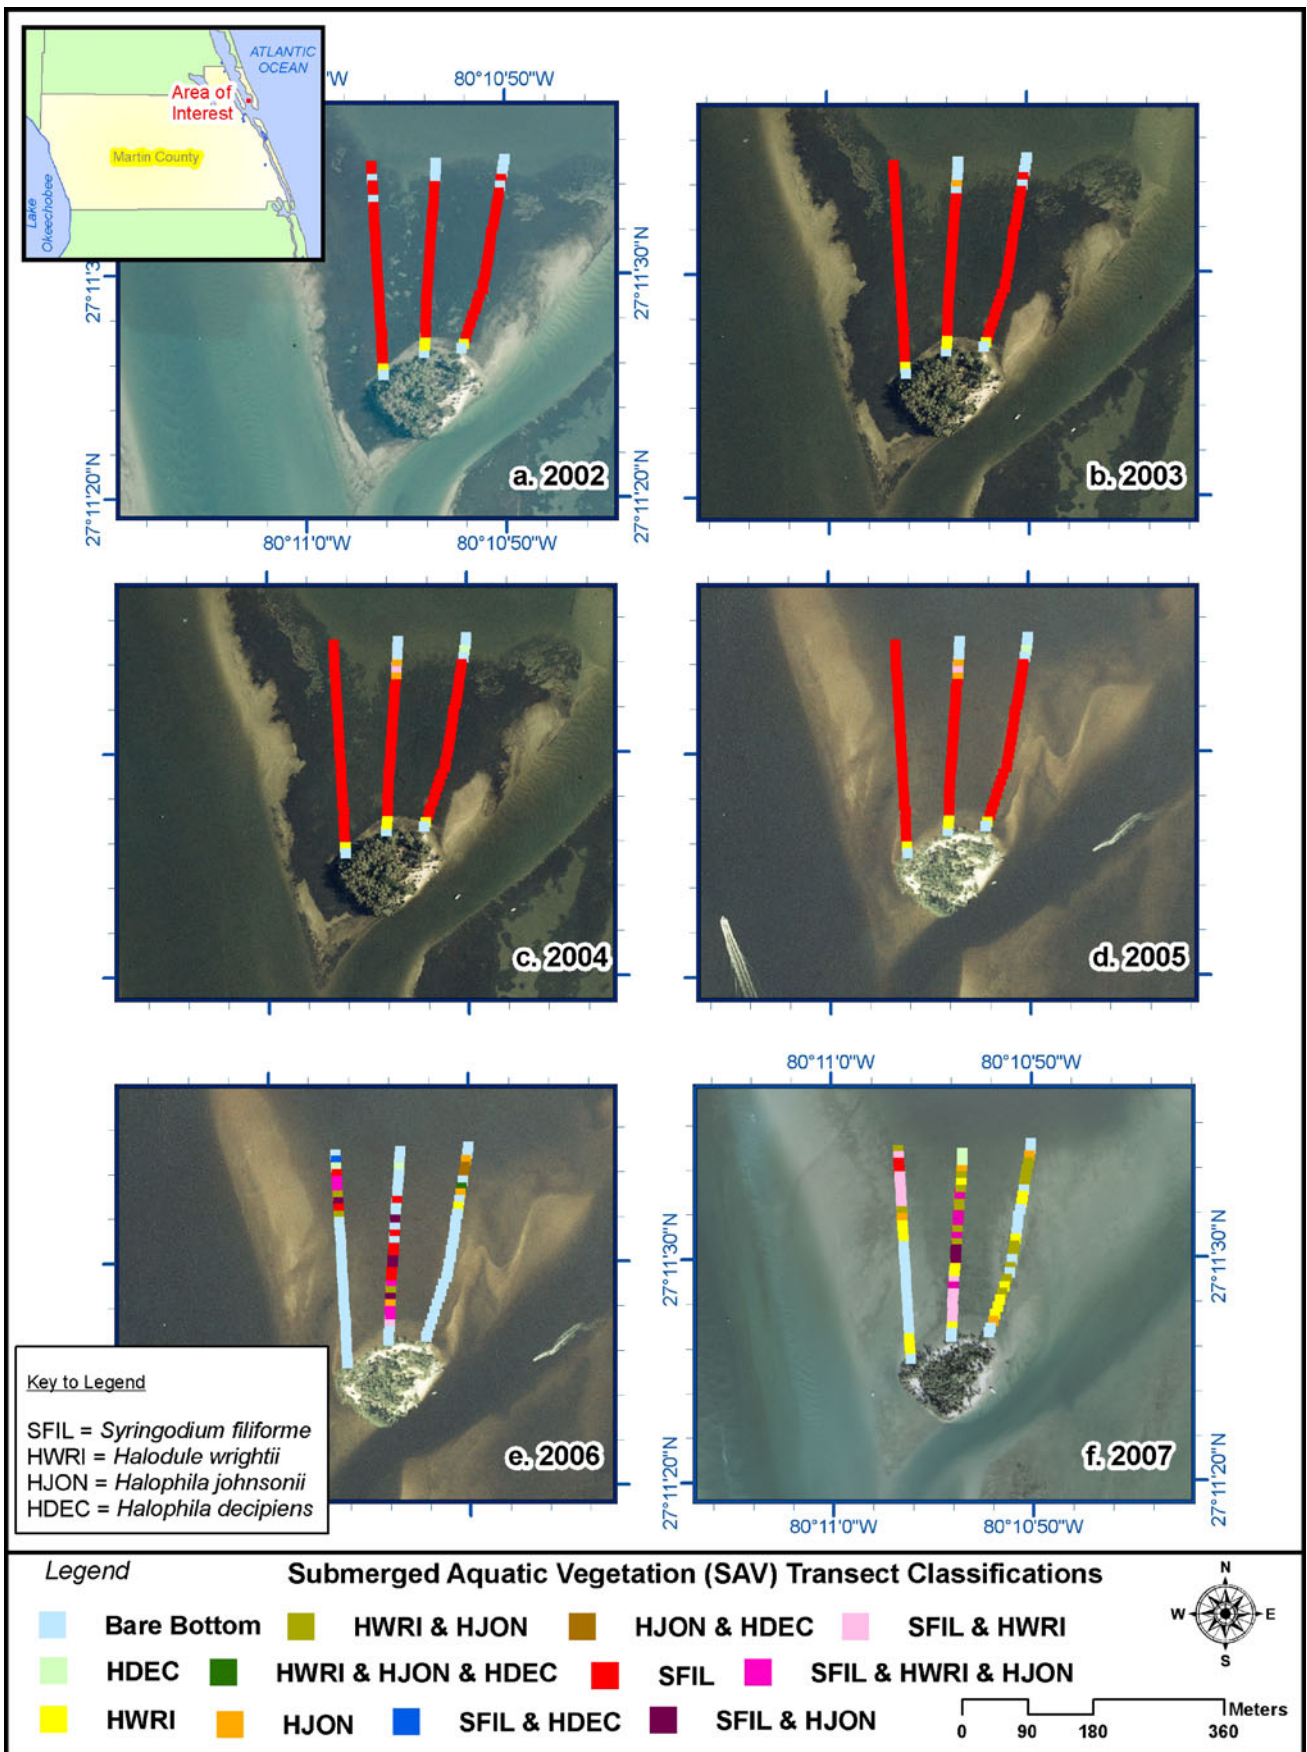 ATLANTIC
OCEAN
Area of
Interest
Martin County
Lake
Okeechobee
"W
80°10'50"W
27°11'3
27°11'20"N
27°11'30"N
27°11'20"N
a. 2002
b. 2003
80°11'0"W
80°10'50"W
c. 2004
d. 2005
80°11'0"W
80°10'50"W
e. 2006
27°11'30"N
27°11'20"N
27°11'30"N
27°11'20"N
f. 2007
80°11'0"W
80°10'50"W
Key to Legend
SFIL = Syringodium filiforme
HWRI = Halodule wrightii
HJON = Halophila johnsonii
HDEC = Halophila decipiens
Legend
Submerged Aquatic Vegetation (SAV) Transect Classifications
Bare Bottom
HWRI & HJON
HJON & HDEC
SFIL & HWRI
HDEC
HWRI & HJON & HDEC
SFIL
SFIL & HWRI & HJON
HWRI
HJON
SFIL & HDEC
SFIL & HJON
N
W
E
S
Meters
0 90 180 360